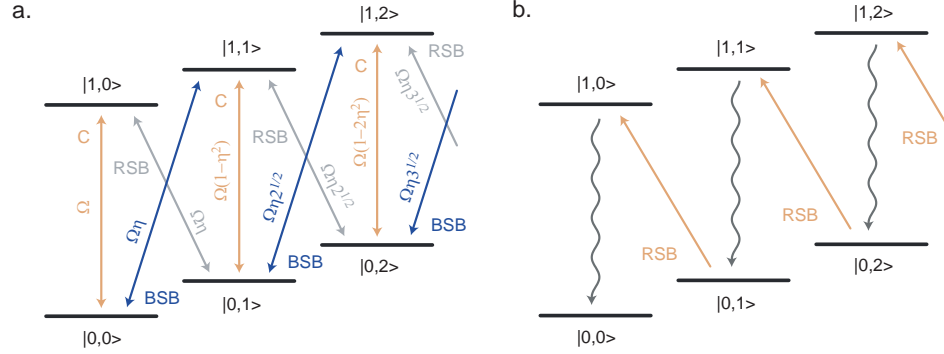 a.
|1,2>
RSB
|1,1>
C
Ωη3^{1/2}
|1,0>
C
C
RSB
RSB
Ω
Ωη
Ωη
Ω(1−η²)
Ωη2^{1/2}
Ωη2^{1/2}
Ω(1−2η²)
Ωη3^{1/2}
BSB
BSB
BSB
|0,2>
|0,1>
|0,0>
b.
|1,2>
|1,1>
|1,0>
RSB
RSB
RSB
|0,2>
|0,1>
|0,0>